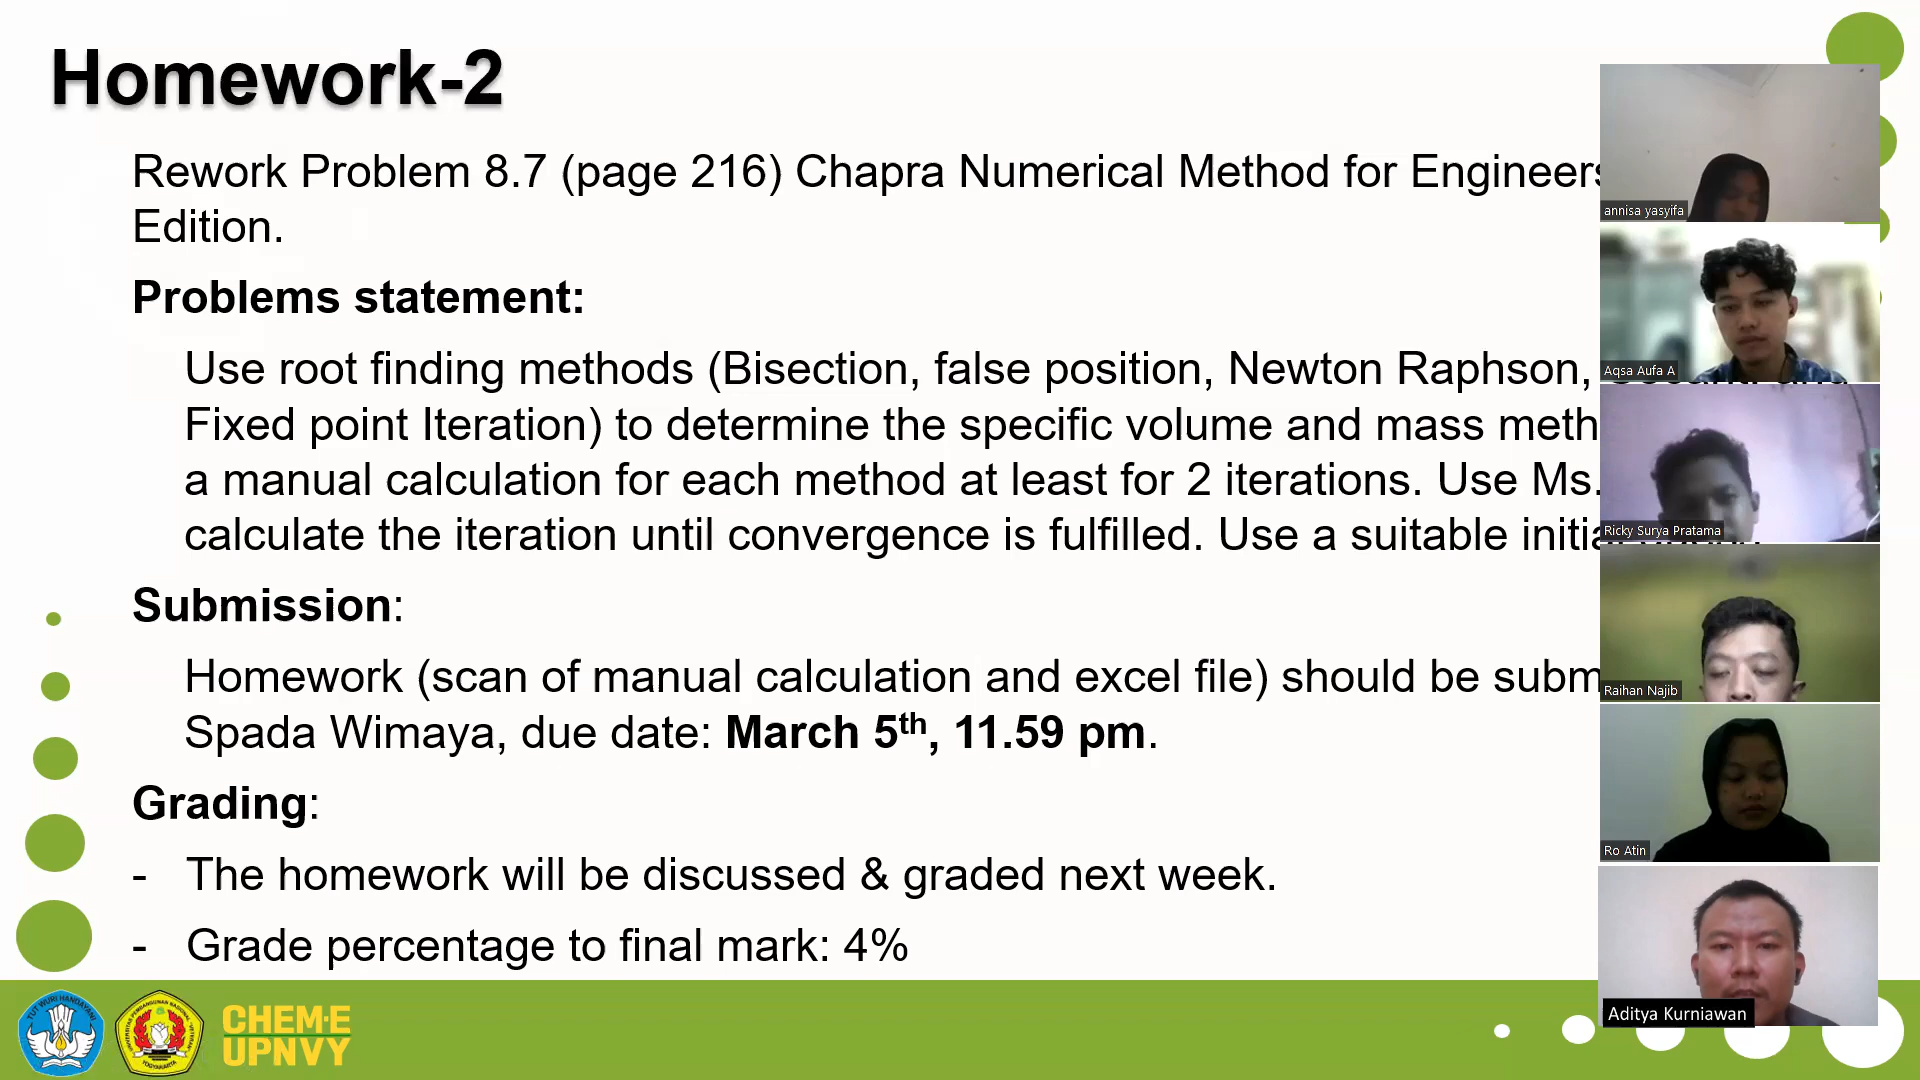 Homework-2
Rework Problem 8.7 (page 216) Chapra Numerical Method for Engineers
Edition.
Problems statement:
Use root finding methods (Bisection, false position, Newton Raphson,
Fixed point Iteration) to determine the specific volume and mass meth
a manual calculation for each method at least for 2 iterations. Use Ms.
calculate the iteration until convergence is fulfilled. Use a suitable initia
Submission:
Homework (scan of manual calculation and excel file) should be subm
Spada Wimaya, due date: March 5th, 11.59 pm.
Grading:
- The homework will be discussed & graded next week.
- Grade percentage to final mark: 4%
TUT WURI HANDAYANI
CHEM·E
UPNVY
annisa yasyifa
Aqsa Aufa A
Ricky Surya Pratama
Raihan Najib
Ro Atin
Aditya Kurniawan